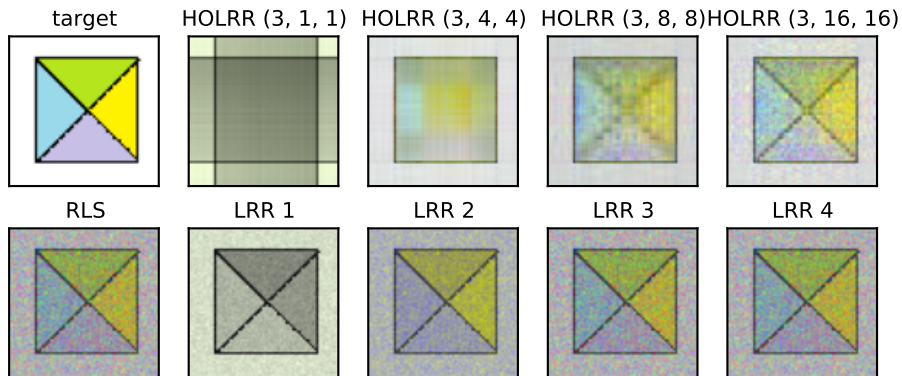 target HOLRR (3, 1, 1) HOLRR (3, 4, 4) HOLRR (3, 8, 8) HOLRR (3, 16, 16)
RLS LRR 1 LRR 2 LRR 3 LRR 4